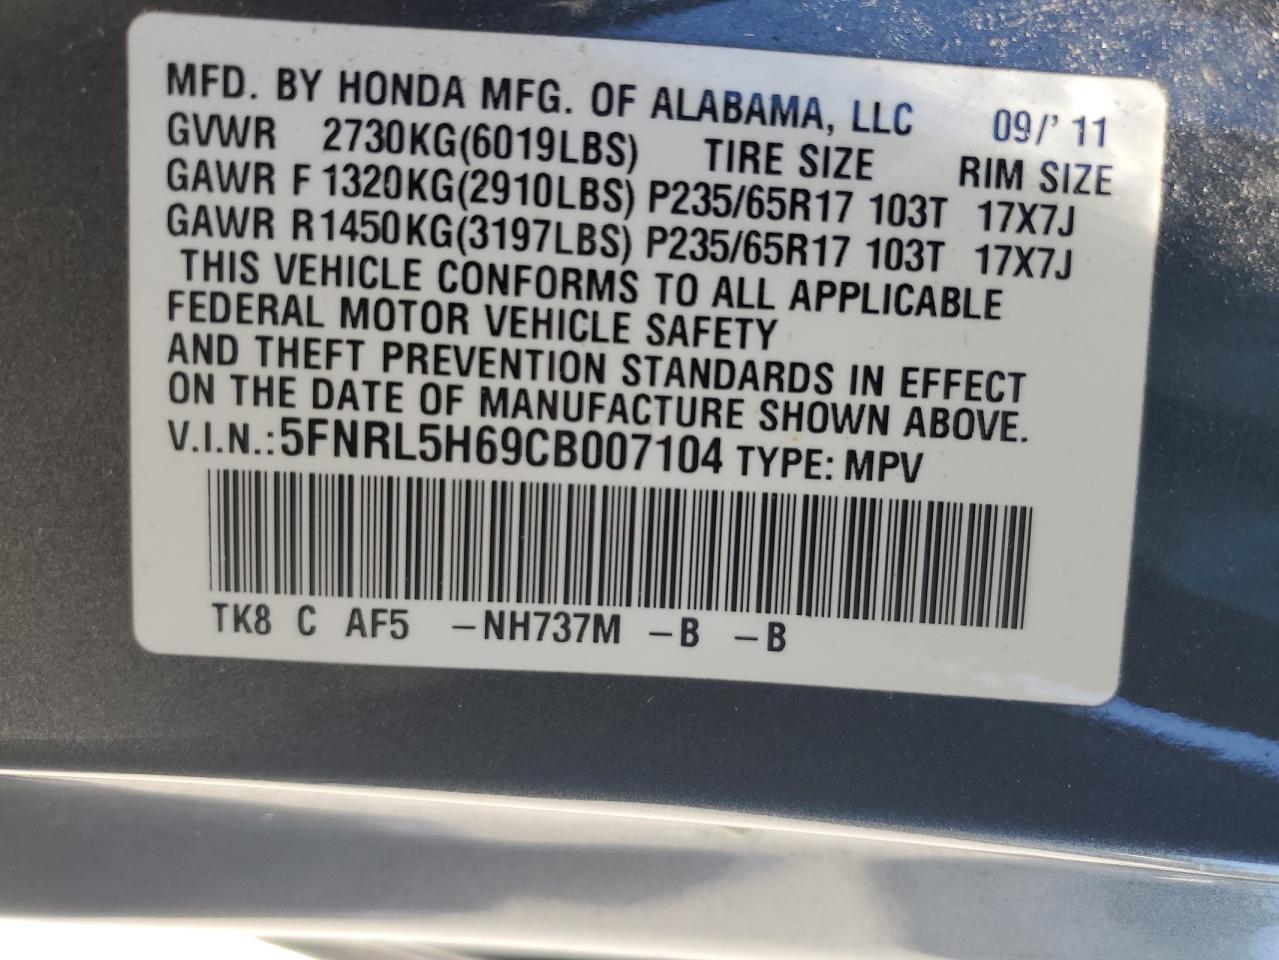 MFD. BY HONDA MFG. OF ALABAMA, LLC 09/' 11
GVWR 2730KG(6019LBS) TIRE SIZE RIM SIZE
GAWR F 1320KG(2910LBS) P235/65R17 103T 17X7J
GAWR R1450KG(3197LBS) P235/65R17 103T 17X7J
THIS VEHICLE CONFORMS TO ALL APPLICABLE
FEDERAL MOTOR VEHICLE SAFETY
AND THEFT PREVENTION STANDARDS IN EFFECT
ON THE DATE OF MANUFACTURE SHOWN ABOVE.
V.I.N.:5FNRL5H69CB007104 TYPE: MPV
TK8 C AF5 -NH737M -B -B